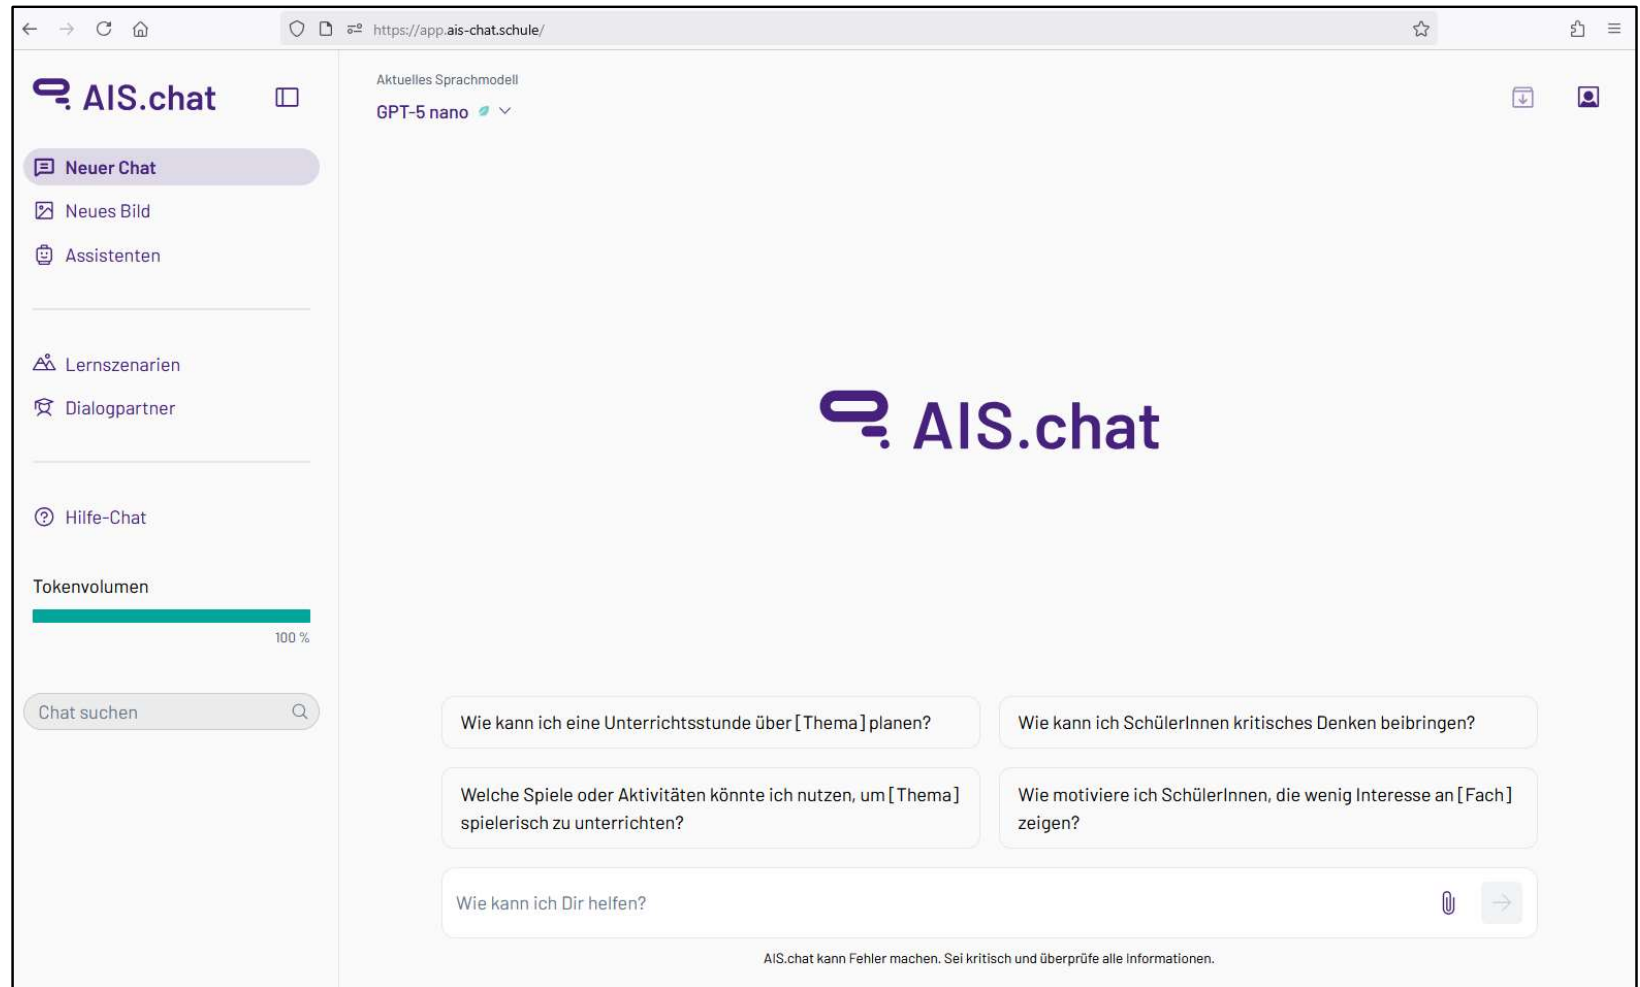 https://app.ais-chat.schule/
AIS.chat
Neuer Chat
Neues Bild
Assistenten
Lernszenarien
Dialogpartner
Hilfe-Chat
Tokenvolumen
100 %
Chat suchen
Aktuelles Sprachmodell
GPT-5 nano
AIS.chat
Wie kann ich eine Unterrichtsstunde über [Thema] planen?
Wie kann ich SchülerInnen kritisches Denken beibringen?
Welche Spiele oder Aktivitäten könnte ich nutzen, um [Thema]
spielerisch zu unterrichten?
Wie motiviere ich SchülerInnen, die wenig Interesse an [Fach]
zeigen?
Wie kann ich Dir helfen?
AIS.chat kann Fehler machen. Sei kritisch und überprüfe alle Informationen.